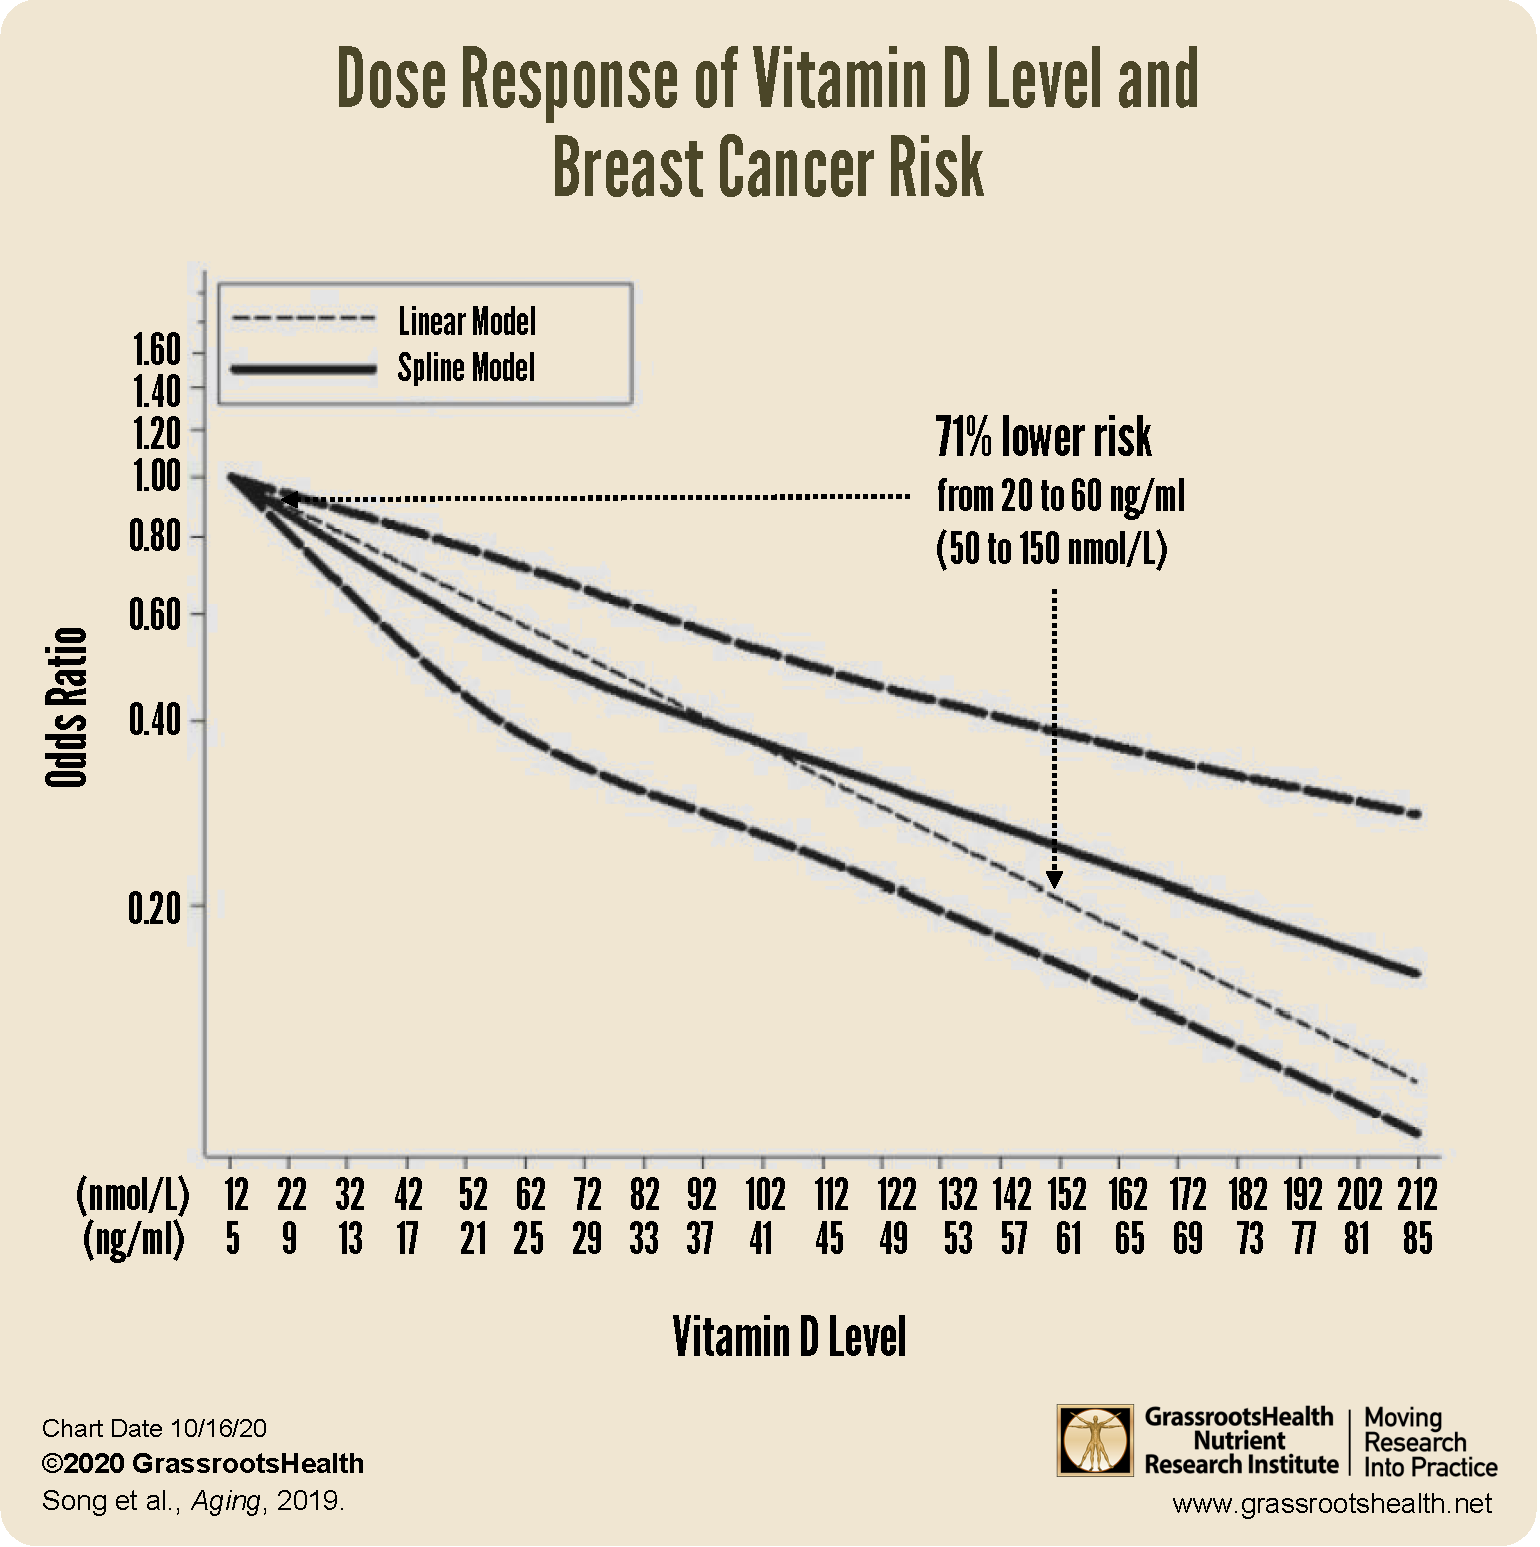 Dose Response of Vitamin D Level and
Breast Cancer Risk
Linear Model
Spline Model
71% lower risk
from 20 to 60 ng/ml
(50 to 150 nmol/L)
Odds Ratio
1.60
1.40
1.20
1.00
0.80
0.60
0.40
0.20
(nmol/L) 12 22 32 42 52 62 72 82 92 102 112 122 132 142 152 162 172 182 192 202 212
(ng/ml) 5 9 13 17 21 25 29 33 37 41 45 49 53 57 61 65 69 73 77 81 85
Vitamin D Level
Chart Date 10/16/20
©2020 GrassrootsHealth
Song et al., Aging, 2019.
GrassrootsHealth
Nutrient
Research Institute
Moving
Research
Into Practice
www.grassrootshealth.net